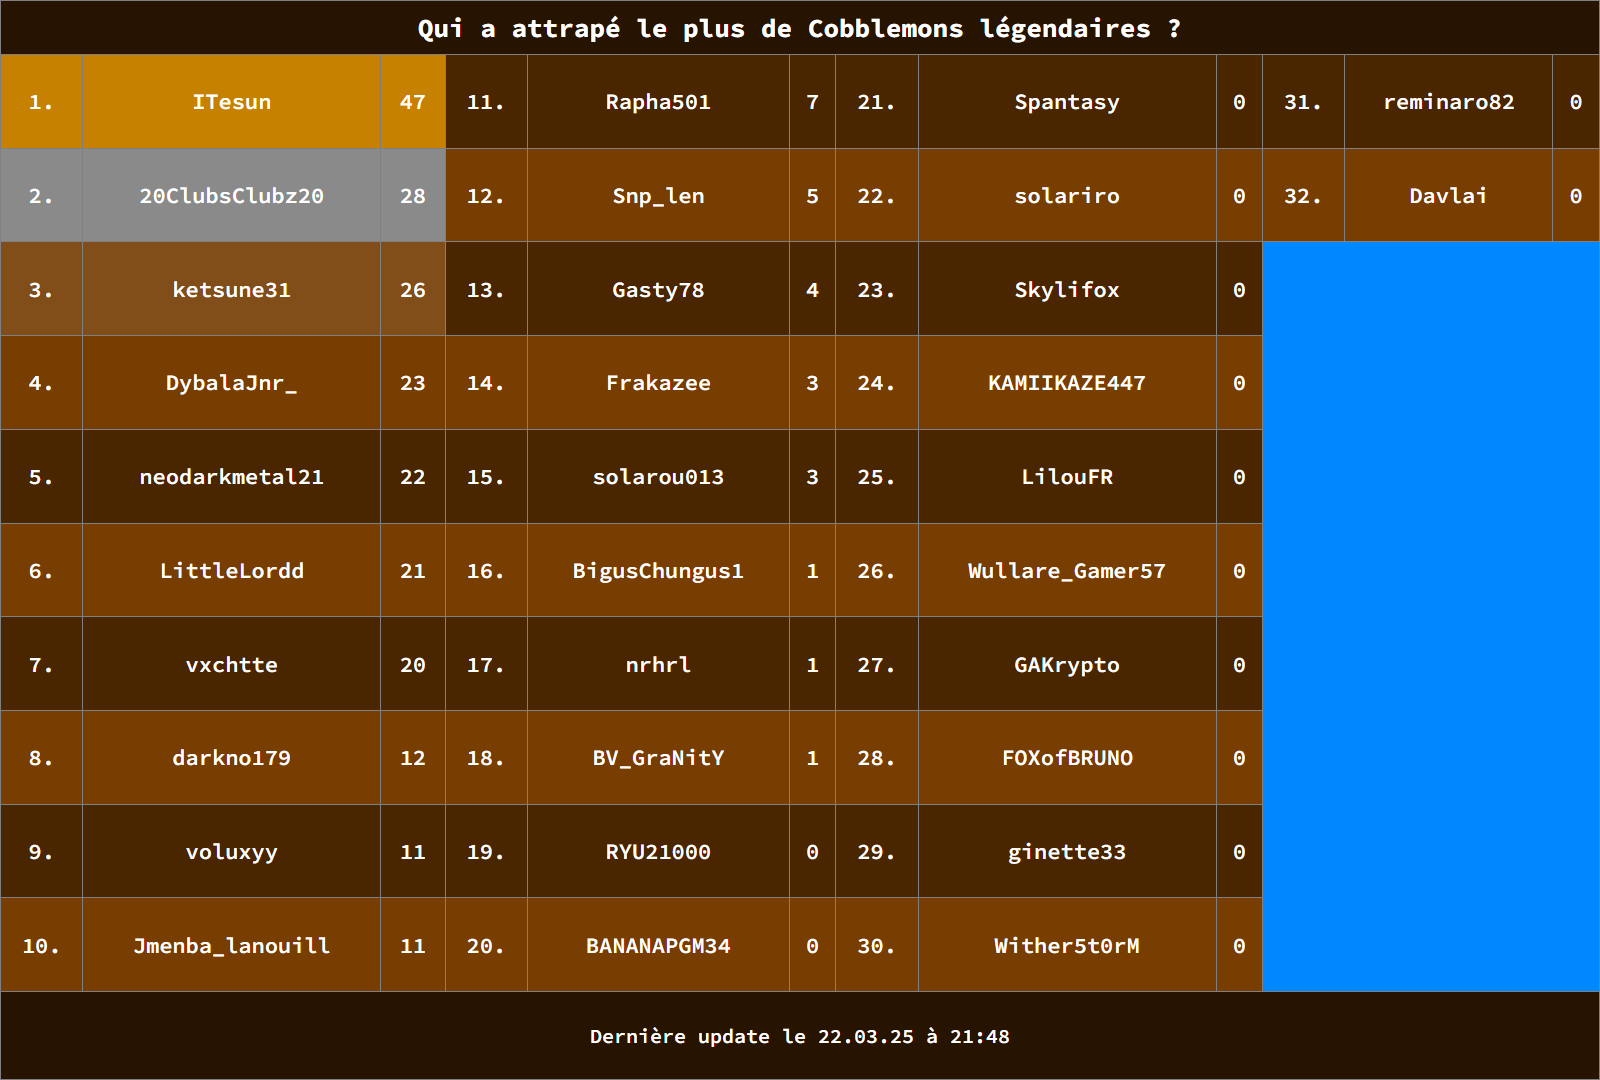 Qui a attrapé le plus de Cobblemons légendaires ?
1. ITesun 47 11. Rapha501 7 21. Spantasy 0 31. reminaro82 0
2. 20ClubsClubz20 28 12. Snp_len 5 22. solariro 0 32. Davlai 0
3. ketsune31 26 13. Gasty78 4 23. Skylifox 0
4. DybalaJnr_ 23 14. Frakazee 3 24. KAMIIKAZE447 0
5. neodarkmetal21 22 15. solarou013 3 25. LilouFR 0
6. LittleLordd 21 16. BigusChungus1 1 26. Wullare_Gamer57 0
7. vxchtte 20 17. nrhrl 1 27. GAKrypto 0
8. darkno179 12 18. BV_GraNitY 1 28. FOXofBRUNO 0
9. voluxyy 11 19. RYU21000 0 29. ginette33 0
10. Jmenba_lanouill 11 20. BANANAPGM34 0 30. Wither5t0rM 0
Dernière update le 22.03.25 à 21:48